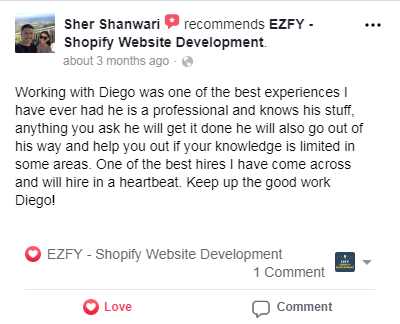 Sher Shanwari recommends EZFY -
Shopify Website Development.
about 3 months ago ·
Working with Diego was one of the best experiences I
have ever had he is a professional and knows his stuff,
anything you ask he will get it done he will also go out of
his way and help you out if your knowledge is limited in
some areas. One of the best hires I have come across
and will hire in a heartbeat. Keep up the good work
Diego!
EZFY - Shopify Website Development
1 Comment
Love
Comment